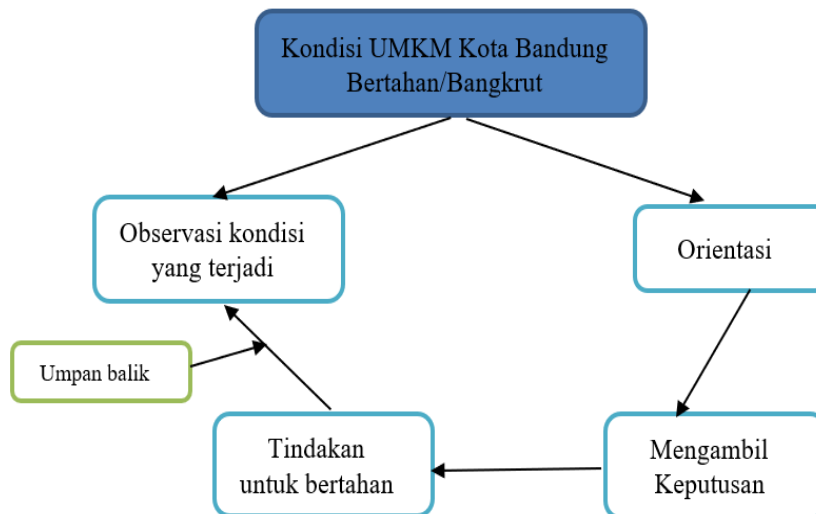 Kondisi UMKM Kota Bandung
Bertahan/Bangkrut
Observasi kondisi
yang terjadi
Orientasi
Umpan balik
Tindakan
untuk bertahan
Mengambil
Keputusan